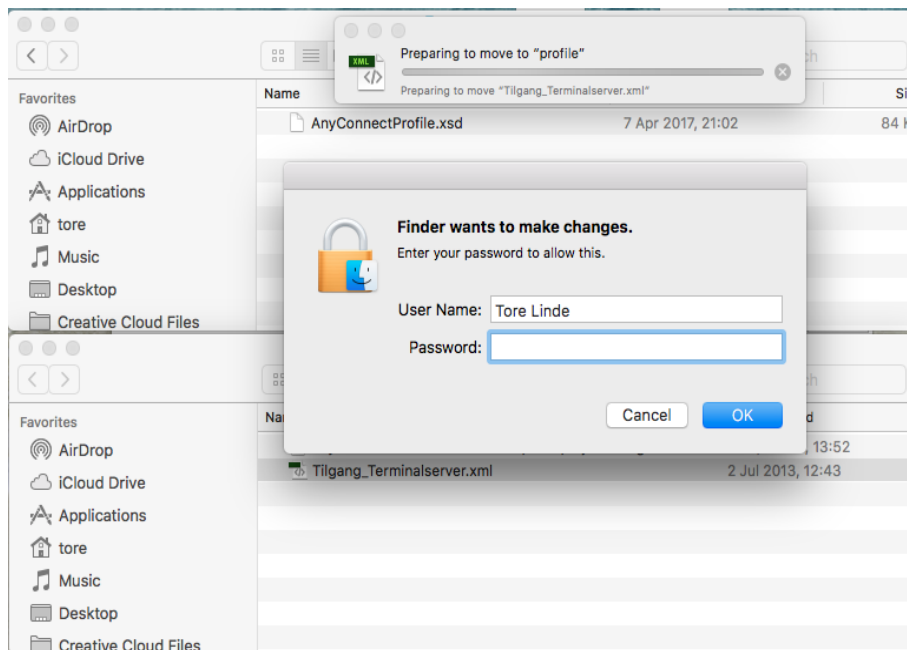 Preparing to move to “profile”
XML
Preparing to move “Tilgang_Terminalserver.xml”
Favorites
AirDrop
iCloud Drive
Applications
tore
Music
Desktop
Creative Cloud Files
Name
AnyConnectProfile.xsd 7 Apr 2017, 21:02 84
Finder wants to make changes.
Enter your password to allow this.
User Name: Tore Linde
Password:
Cancel OK
Favorites
AirDrop
iCloud Drive
Applications
tore
Music
Desktop
Creative Cloud Files
13:52
Tilgang_Terminalserver.xml 2 Jul 2013, 12:43